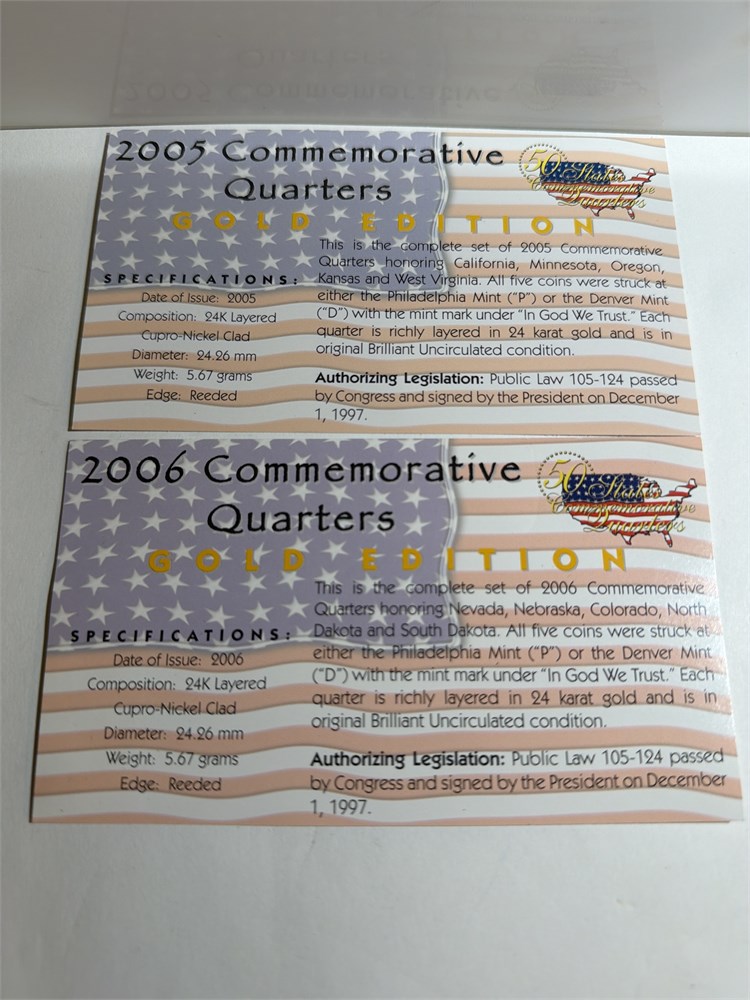 2005 Commemorative
Quarters
GOLD EDITION
50 States
Commemorative
Quarters
SPECIFICATIONS:
Date of Issue: 2005
Composition: 24K Layered
Cupro-Nickel Clad
Diameter: 24.26 mm
Weight: 5.67 grams
Edge: Reeded
This is the complete set of 2005 Commemorative
Quarters honoring California, Minnesota, Oregon,
Kansas and West Virginia. All five coins were struck at
either the Philadelphia Mint ("P") or the Denver Mint
("D") with the mint mark under "In God We Trust." Each
quarter is richly layered in 24 karat gold and is in
original Brilliant Uncirculated condition.
Authorizing Legislation: Public Law 105-124 passed
by Congress and signed by the President on December
1, 1997.
2006 Commemorative
Quarters
GOLD EDITION
50 States
Commemorative
Quarters
SPECIFICATIONS:
Date of Issue: 2006
Composition: 24K Layered
Cupro-Nickel Clad
Diameter: 24.26 mm
Weight: 5.67 grams
Edge: Reeded
This is the complete set of 2006 Commemorative
Quarters honoring Nevada, Nebraska, Colorado, North
Dakota and South Dakota. All five coins were struck at
either the Philadelphia Mint ("P") or the Denver Mint
("D") with the mint mark under "In God We Trust." Each
quarter is richly layered in 24 karat gold and is in
original Brilliant Uncirculated condition.
Authorizing Legislation: Public Law 105-124 passed
by Congress and signed by the President on December
1, 1997.